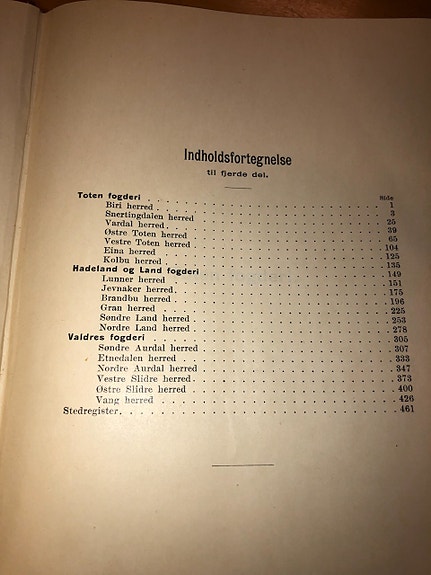 Indholdsfortegnelse
til fjerde del.
Side
Toten fogderi . . . . . . . . . . . . . . . . . . . . 1
Biri herred . . . . . . . . . . . . . . . . . . . . 3
Snertingdalen herred . . . . . . . . . . . . . . . . 25
Vardal herred . . . . . . . . . . . . . . . . . . . 39
Østre Toten herred . . . . . . . . . . . . . . . . . 65
Vestre Toten herred . . . . . . . . . . . . . . . . 104
Eina herred . . . . . . . . . . . . . . . . . . . . 125
Kolbu herred . . . . . . . . . . . . . . . . . . . . 135
Hadeland og Land fogderi . . . . . . . . . . . . . . 149
Lunner herred . . . . . . . . . . . . . . . . . . . 151
Jevnaker herred . . . . . . . . . . . . . . . . . . 175
Brandbu herred . . . . . . . . . . . . . . . . . . . 196
Gran herred . . . . . . . . . . . . . . . . . . . . 225
Søndre Land herred . . . . . . . . . . . . . . . . . 253
Nordre Land herred . . . . . . . . . . . . . . . . . 278
Valdres fogderi . . . . . . . . . . . . . . . . . . 305
Søndre Aurdal herred . . . . . . . . . . . . . . . . 307
Etnedalen herred . . . . . . . . . . . . . . . . . . 333
Nordre Aurdal herred . . . . . . . . . . . . . . . . 347
Vestre Slidre herred . . . . . . . . . . . . . . . . 373
Østre Slidre herred . . . . . . . . . . . . . . . . 400
Vang herred . . . . . . . . . . . . . . . . . . . . 426
Stedregister . . . . . . . . . . . . . . . . . . . . 461